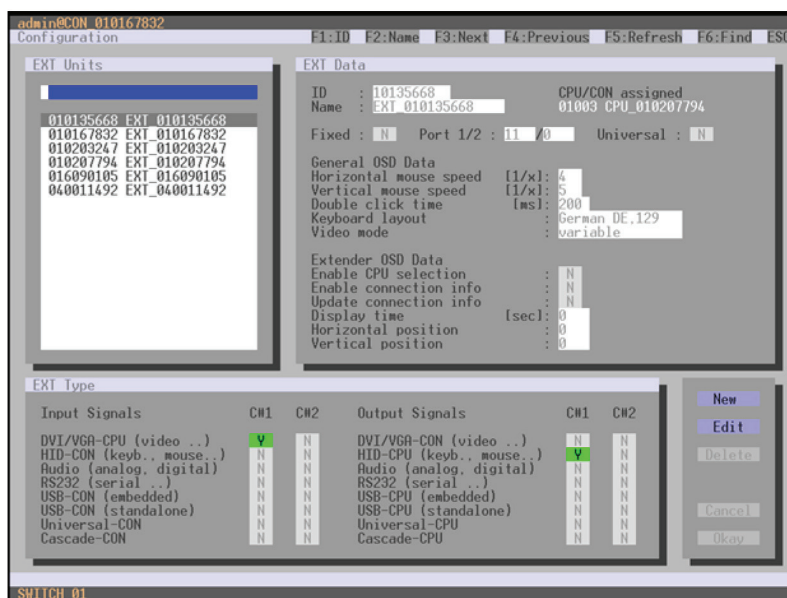 admin@CON_010167832
Configuration F1:ID F2:Name F3:Next F4:Previous F5:Refresh F6:Find ESC
EXT Units
010135668 EXT_010135668
010167832 EXT_010167832
010203247 EXT_010203247
010207794 EXT_010207794
016090105 EXT_016090105
040011492 EXT_040011492
EXT Data
ID : 10135668 CPU/CON assigned
Name : EXT_010135668 01003 CPU_010207794
Fixed : N Port 1/2 : 11 /0 Universal : N
General OSD Data
Horizontal mouse speed [1/x]: 4
Vertical mouse speed [1/x]: 5
Double click time [ms]: 200
Keyboard layout : German DE,129
Video mode : variable
Extender OSD Data
Enable CPU selection : N
Enable connection info : N
Update connection info : N
Display time [sec]: 0
Horizontal position : 0
Vertical position : 0
EXT Type
Input Signals C#1 C#2 Output Signals C#1 C#2
DVI/VGA-CPU (video ..) Y N DVI/VGA-CON (video ..) N N
HID-CON (keyb., mouse..) N N HID-CPU (keyb., mouse..) Y N
Audio (analog, digital) N N Audio (analog, digital) N N
RS232 (serial ..) N N RS232 (serial ..) N N
USB-CON (embedded) N N USB-CPU (embedded) N N
USB-CON (standalone) N N USB-CPU (standalone) N N
Universal-CON N N Universal-CPU N N
Cascade-CON N N Cascade-CPU N N
New
Edit
Delete
Cancel
Okay
SWITCH_01